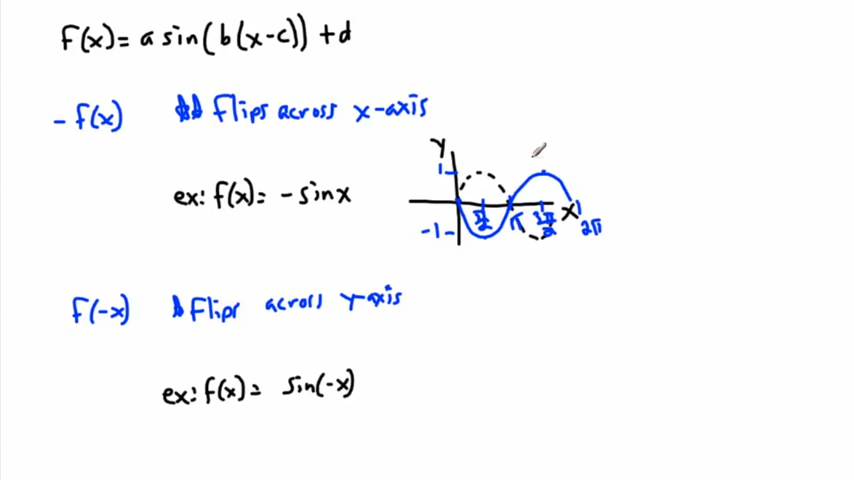 f(x) = a sin(b(x-c)) + d
-f(x) Flips across x-axis
ex: f(x) = -sinx
y
1
-1
π/2
π
3π/2
x
2π
f(-x) Flips across y-axis
ex: f(x) = sin(-x)